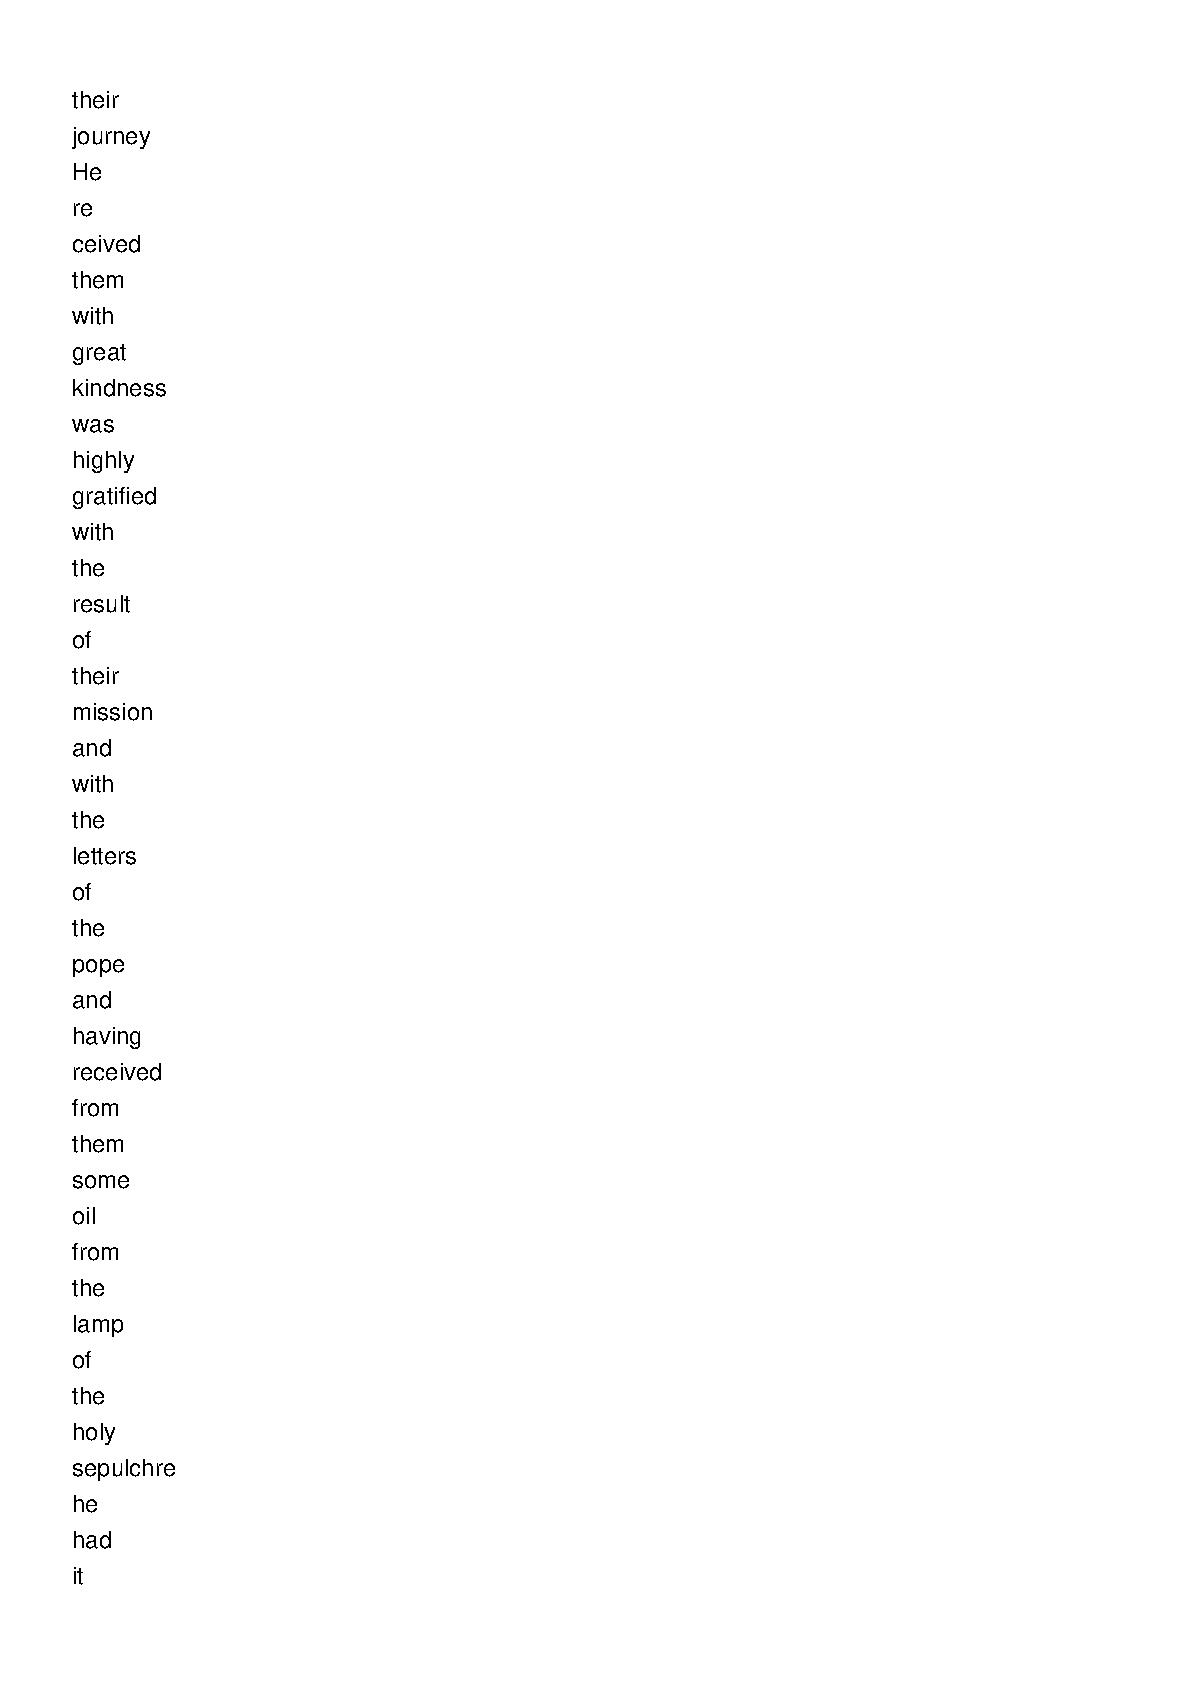 their
journey
He
re
ceived
them
with
great
kindness
was
highly
gratified
with
the
result
of
their
mission
and
with
the
letters
of
the
pope
and
having
received
from
them
some
oil
from
the
lamp
of
the
holy
sepulchre
he
had
it